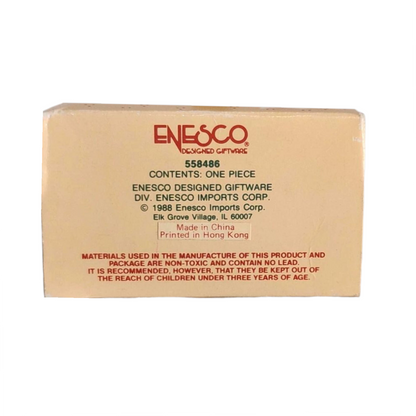 ENESCO®
DESIGNED GIFTWARE
558486
CONTENTS: ONE PIECE
ENESCO DESIGNED GIFTWARE
DIV. ENESCO IMPORTS CORP.
© 1988 Enesco Imports Corp.
Elk Grove Village, IL 60007
Made in China
Printed in Hong Kong
MATERIALS USED IN THE MANUFACTURE OF THIS PRODUCT AND
PACKAGE ARE NON-TOXIC AND CONTAIN NO LEAD.
IT IS RECOMMENDED, HOWEVER, THAT THEY BE KEPT OUT OF
THE REACH OF CHILDREN UNDER THREE YEARS OF AGE.